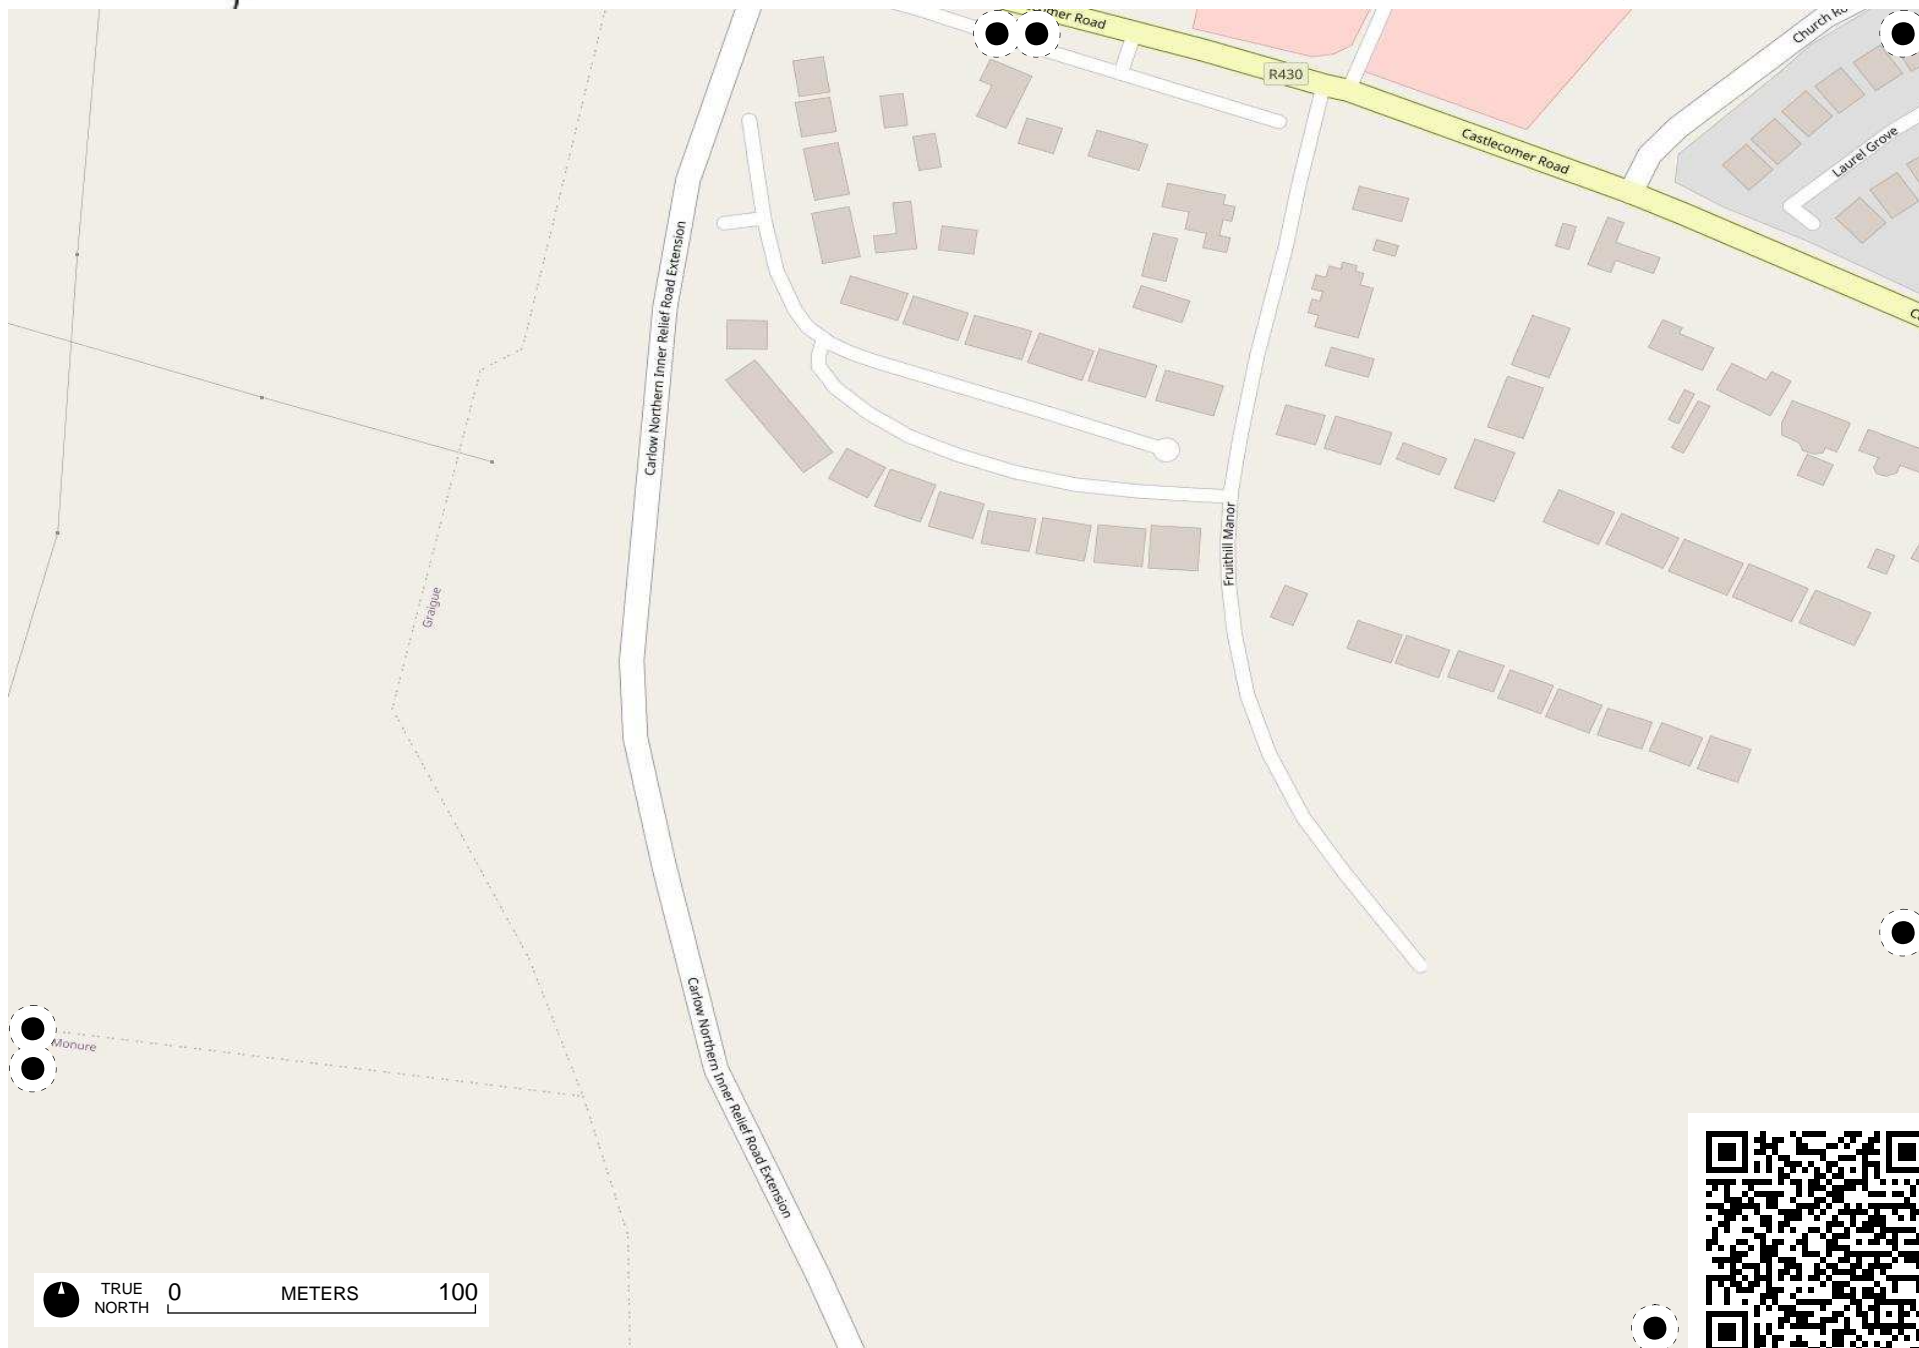 mer Road
Church Ro
R430
Castlecomer Road
Laurel Grove
Carlow Northern Inner Relief Road Extension
Fruithill Manor
Graigue
Monure
Carlow Northern Inner Relief Road Extension
TRUE
NORTH
0
METERS
100